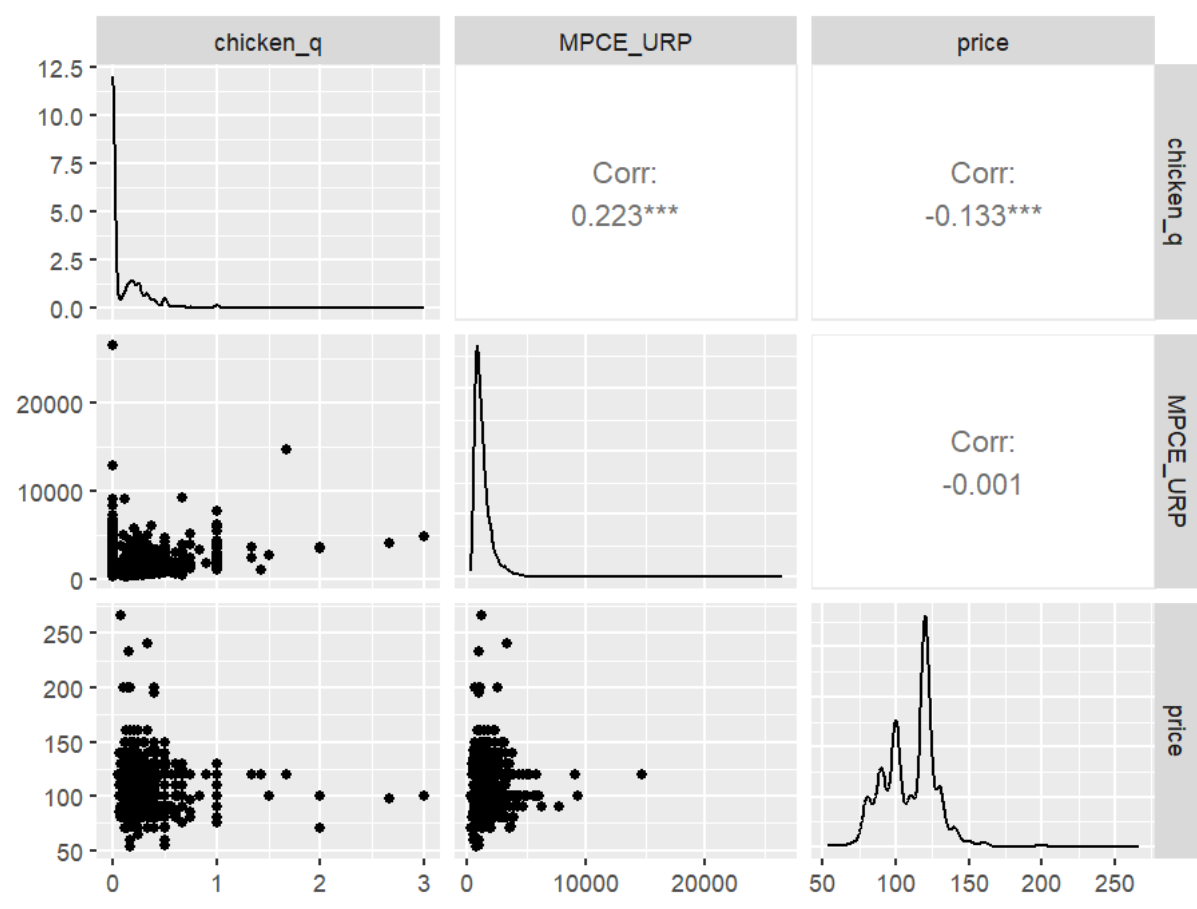 chicken_q MPCE_URP price
12.5
10.0
7.5
5.0
2.5
0.0
Corr:
0.223***
Corr:
-0.133***
chicken_q
20000
10000
0
Corr:
-0.001
MPCE_URP
250
200
150
100
50
price
0 1 2 3
0 10000 20000
50 100 150 200 250